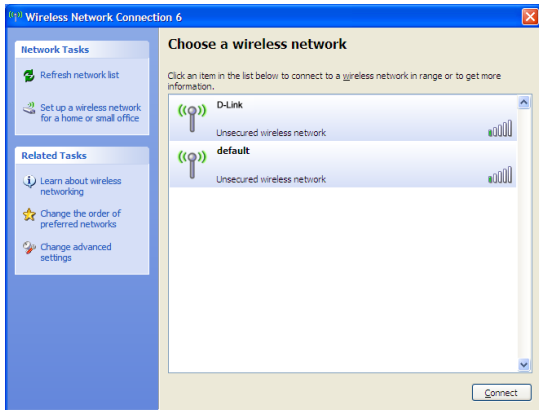 Wireless Network Connection 6
Network Tasks
Refresh network list
Set up a wireless network
for a home or small office
Related Tasks
Learn about wireless
networking
Change the order of
preferred networks
Change advanced
settings
Choose a wireless network
Click an item in the list below to connect to a wireless network in range or to get more
information.
D-Link
Unsecured wireless network
default
Unsecured wireless network
Connect